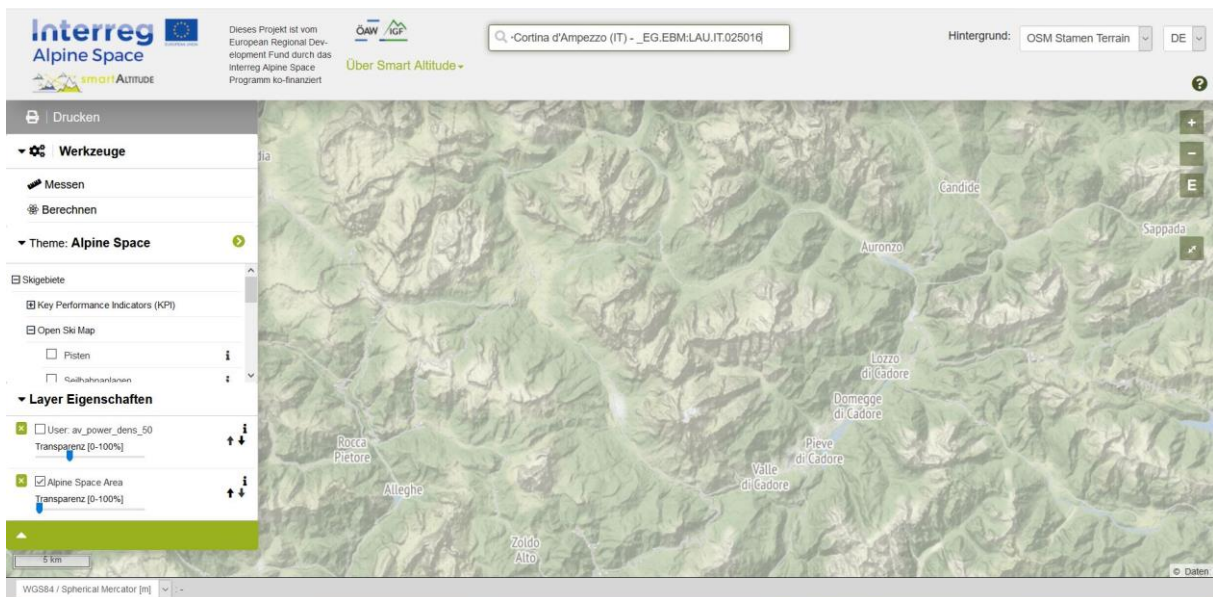 Interreg
EUROPEAN UNION
Alpine Space
smartALTITUDE
Dieses Projekt ist vom
European Regional Dev-
elopment Fund durch das
Interreg Alpine Space
Programm ko-finanziert
ÖAW IGF
Über Smart Altitude
Cortina d'Ampezzo (IT) - _EG.EBM:LAU.IT.025016
Hintergrund: OSM Stamen Terrain DE
?
Drucken
Werkzeuge
Messen
Berechnen
Theme: Alpine Space
Skigebiete
Key Performance Indicators (KPI)
Open Ski Map
Pisten
Seilbahnanlagen
Layer Eigenschaften
User: av_power_dens_50
Transparenz [0-100%]
Alpine Space Area
Transparenz [0-100%]
5 km
WGS84 / Spherical Mercator [m] -
dia
Candide
Sappada
Auronzo
Lozzo
di Cadore
Domegge
di Cadore
Pieve
di Cadore
Valle
di Cadore
Rocca
Pietore
Alleghe
Zoldo
Alto
+
−
E
© Daten